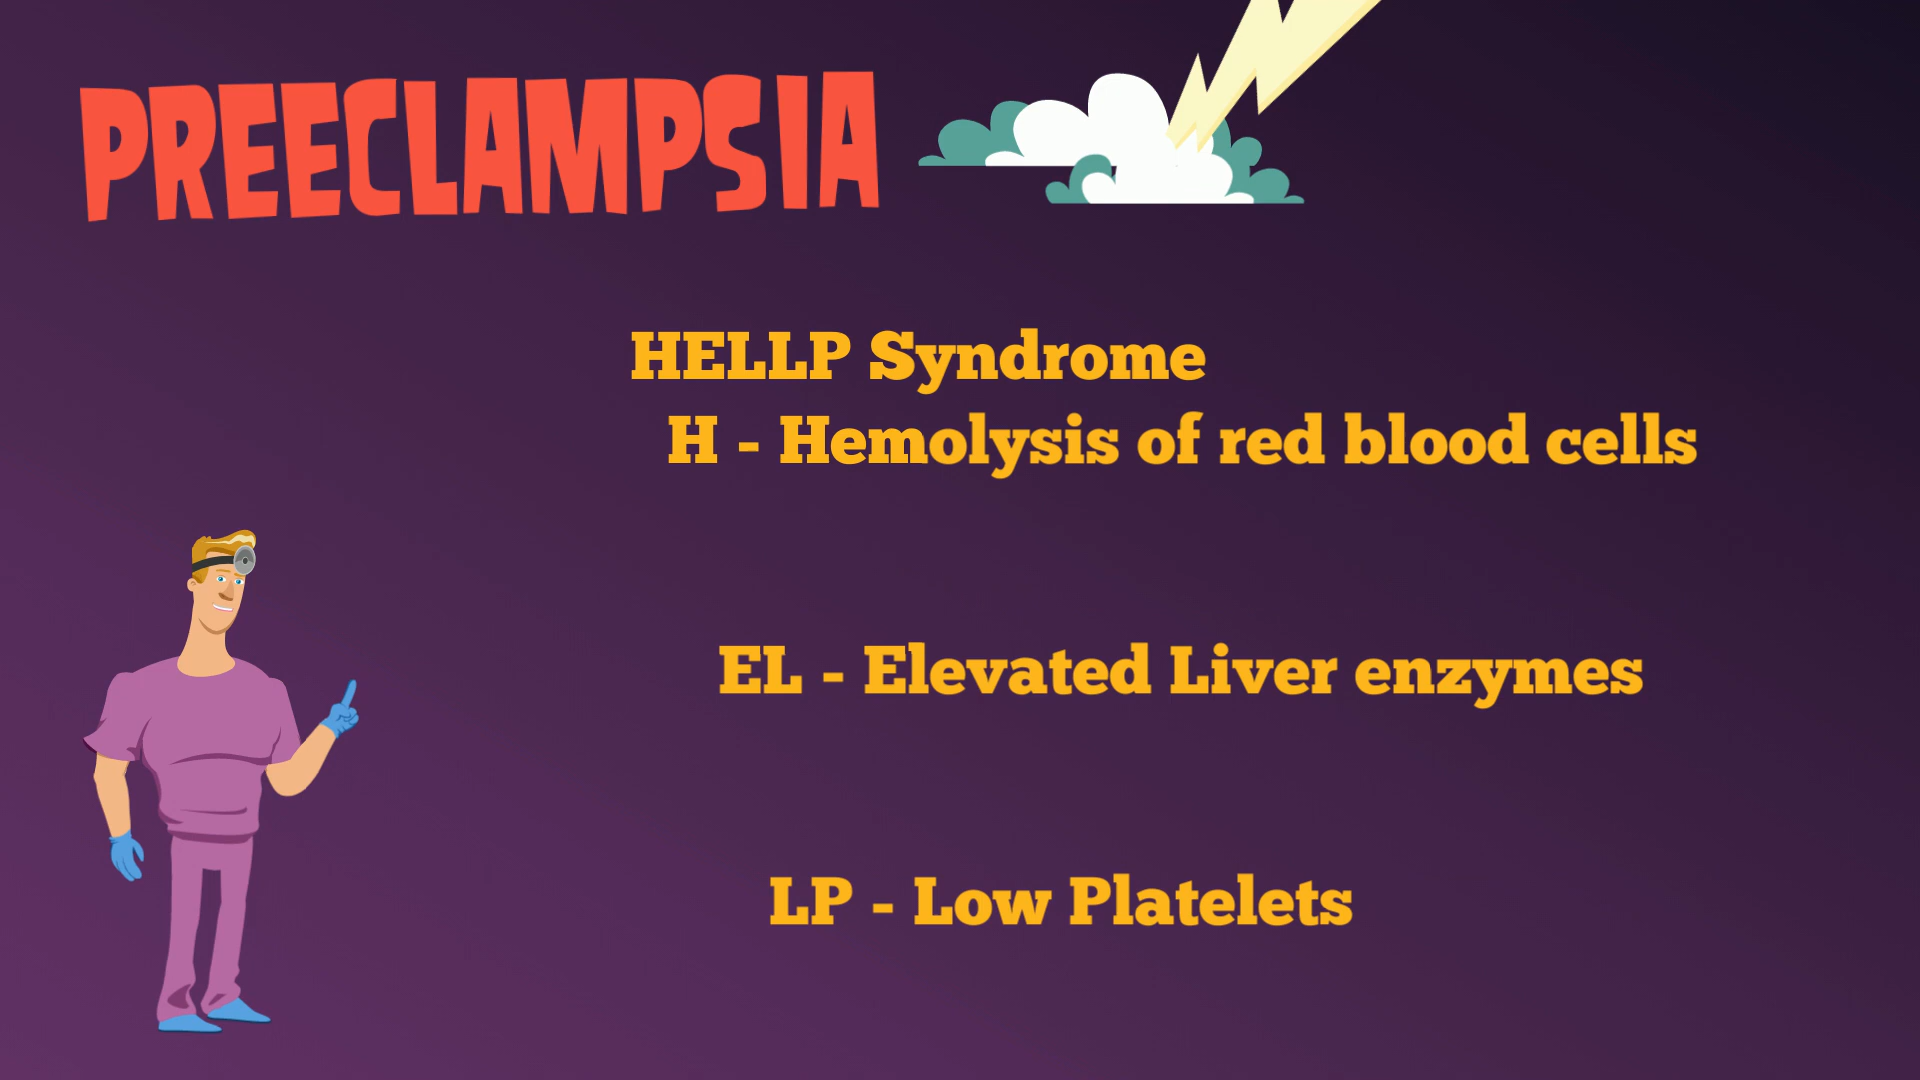 PREECLAMPSIA
HELLP Syndrome
H - Hemolysis of red blood cells
EL - Elevated Liver enzymes
LP - Low Platelets